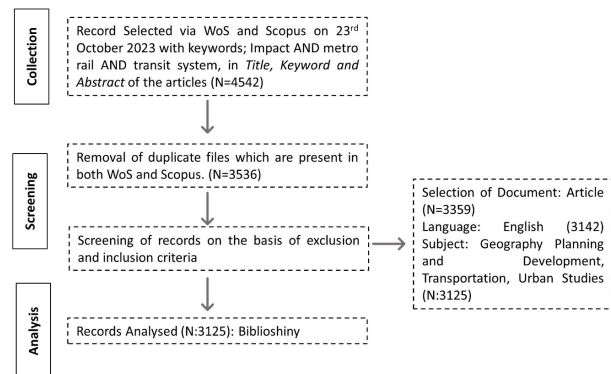 Collection
Record Selected via WoS and Scopus on 23rd
October 2023 with keywords; Impact AND metro
rail AND transit system, in Title, Keyword and
Abstract of the articles (N=4542)
Screening
Removal of duplicate files which are present in
both WoS and Scopus. (N=3536)
Screening of records on the basis of exclusion
and inclusion criteria
Selection of Document: Article
(N=3359)
Language: English (3142)
Subject: Geography Planning
and Development,
Transportation, Urban Studies
(N:3125)
Analysis
Records Analysed (N:3125): Biblioshiny